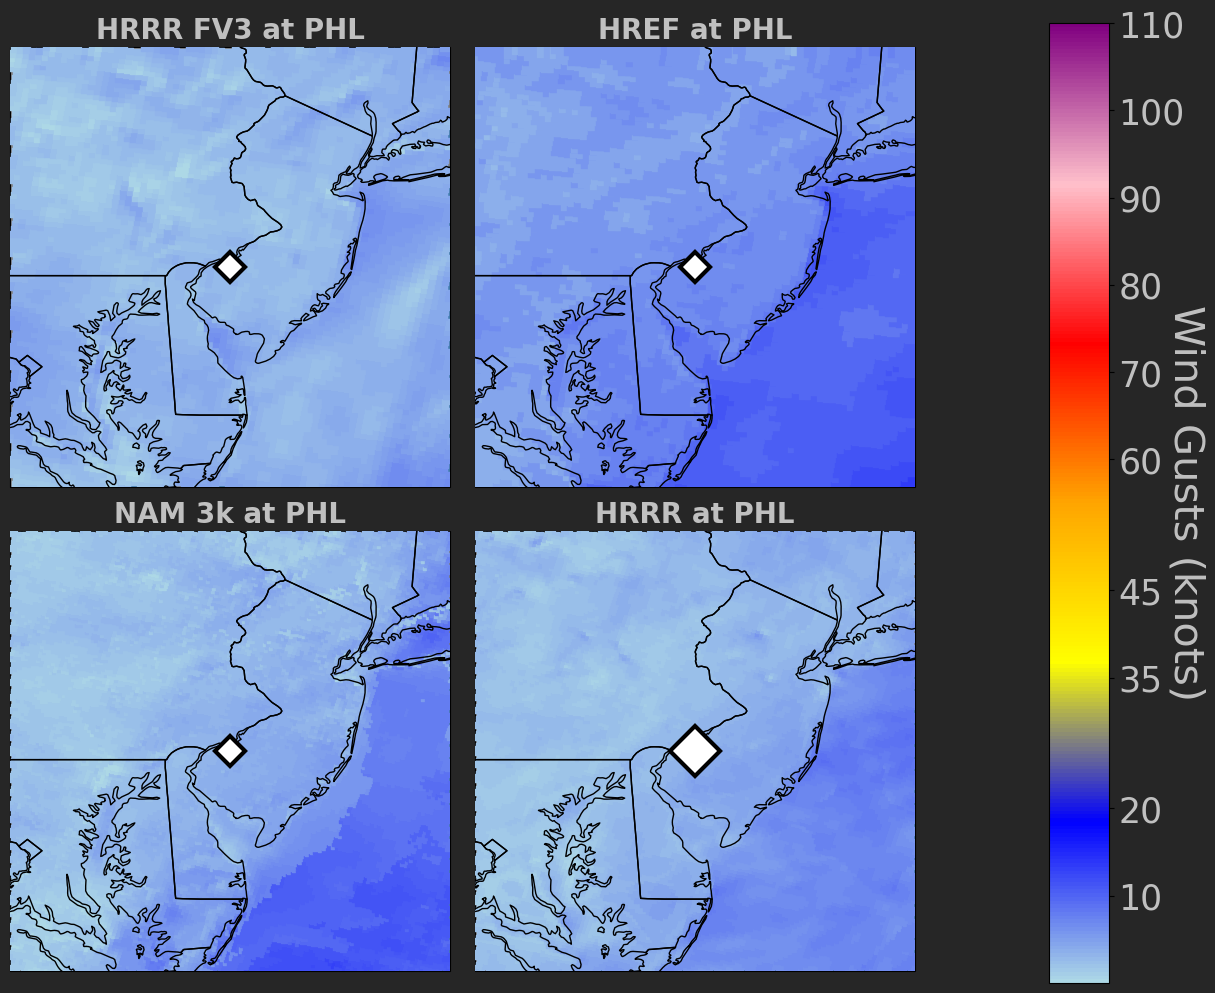 HRRR FV3 at PHL
HREF at PHL
NAM 3k at PHL
HRRR at PHL
110
100
90
80
70
60
45
35
20
10
Wind Gusts (knots)